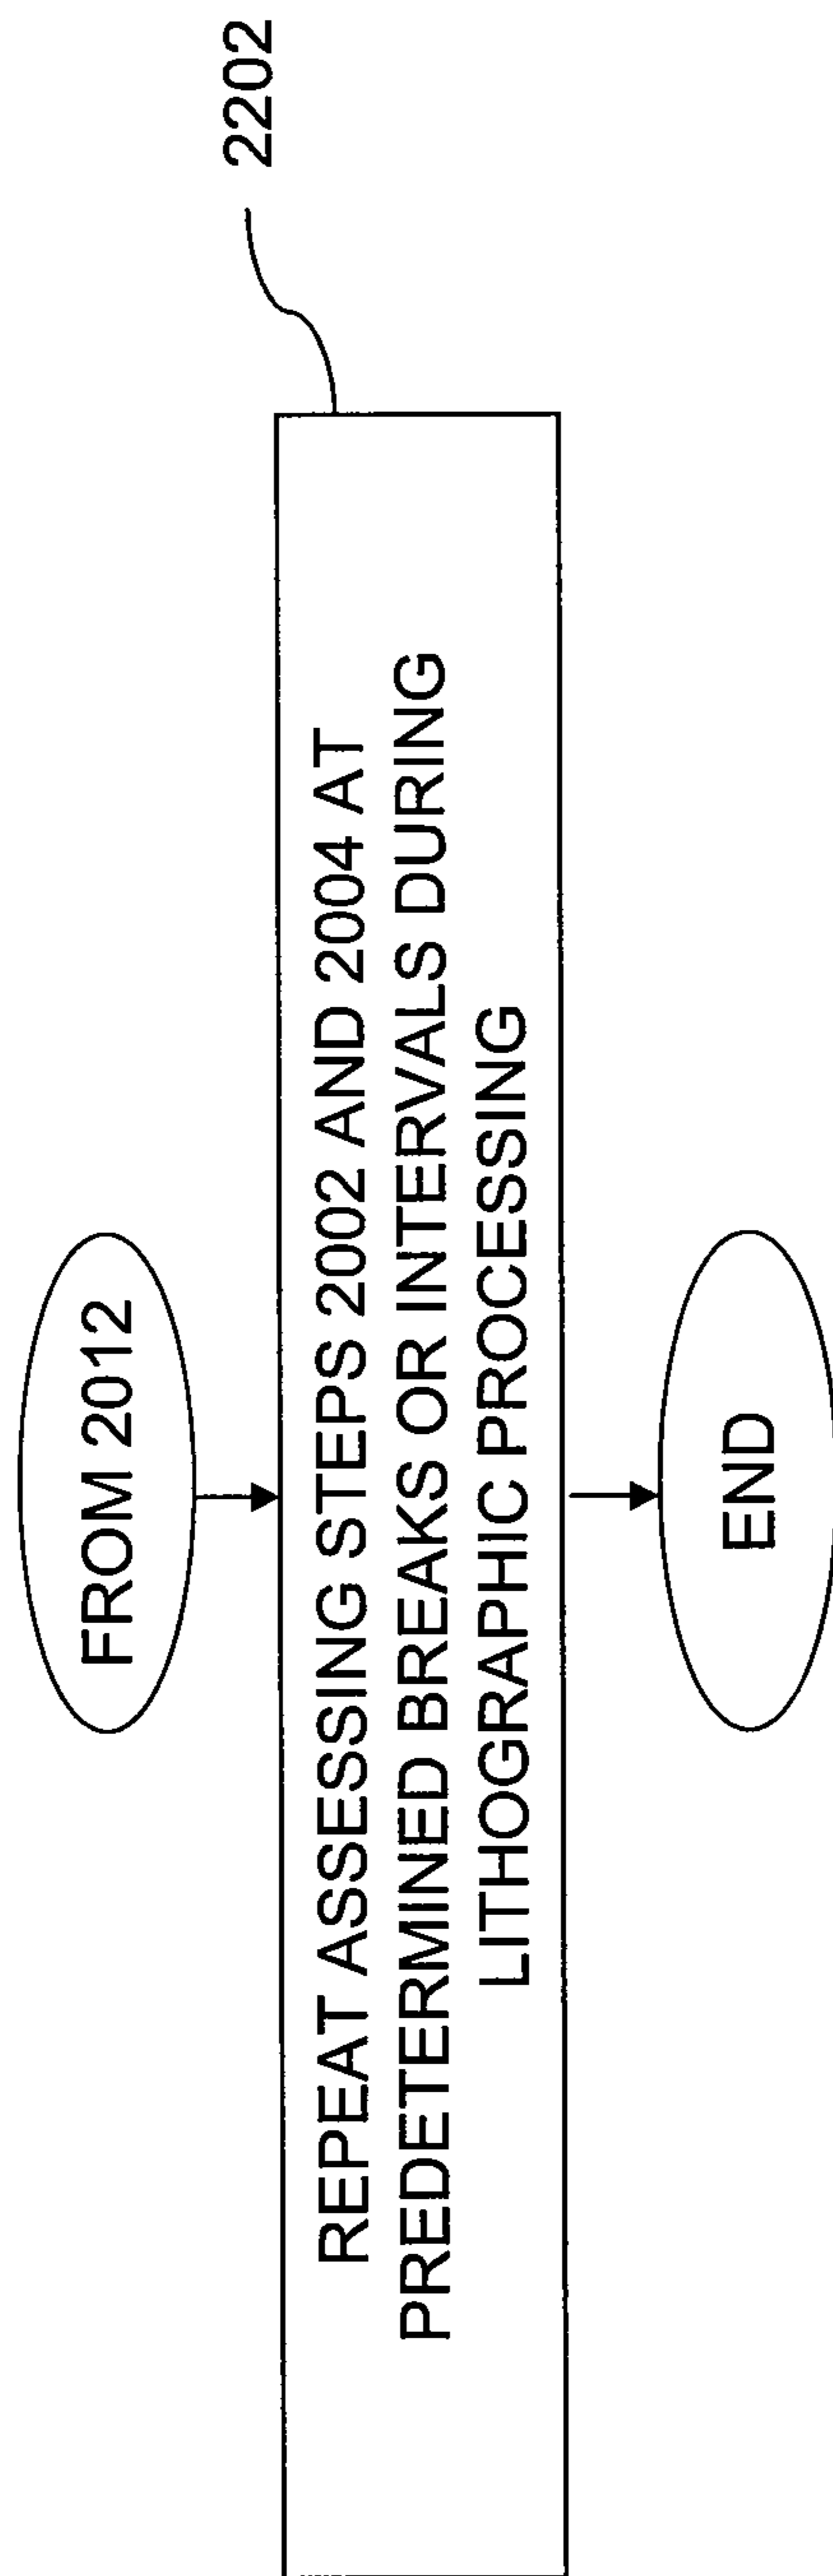 FROM 2012
2202
REPEAT ASSESSING STEPS 2002 AND 2004 AT
PREDETERMINED BREAKS OR INTERVALS DURING
LITHOGRAPHIC PROCESSING
END